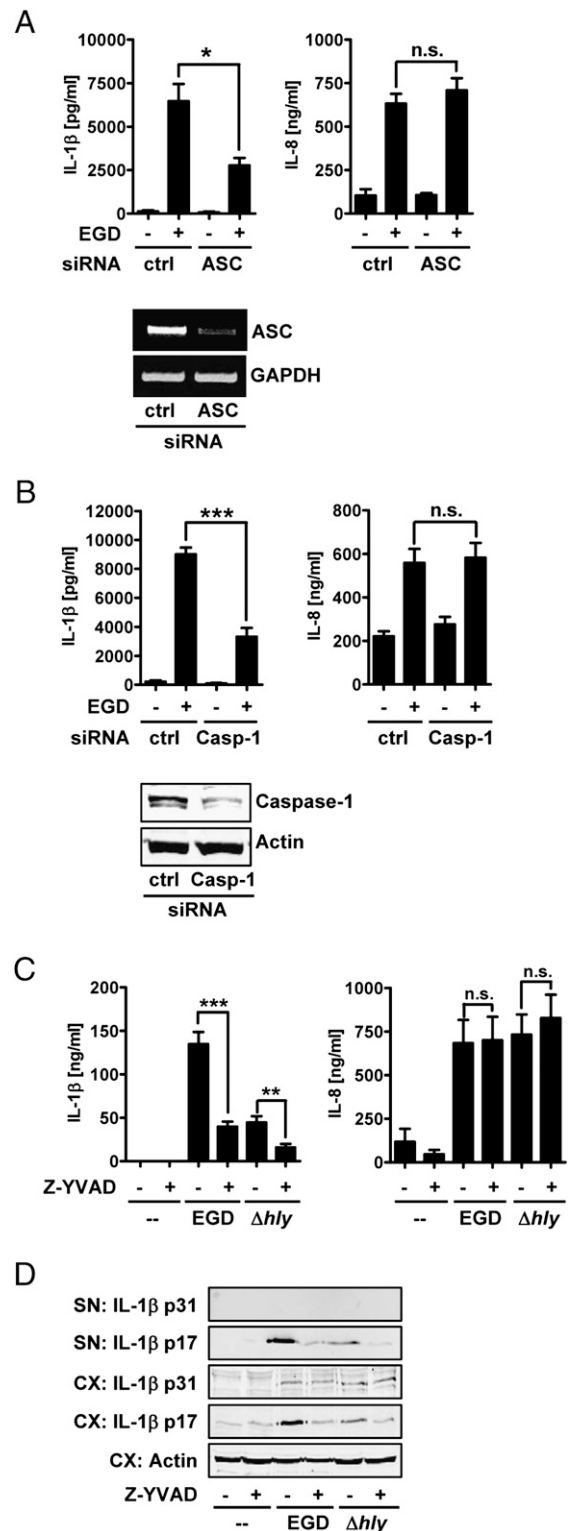 A
IL-1β [pg/ml]
10000
7500
5000
2500
0
*
EGD - + - +
siRNA ctrl ASC
IL-8 [ng/ml]
1000
750
500
250
0
n.s.
- + - +
ctrl ASC
ASC
GAPDH
ctrl ASC
siRNA
B
IL-1β [pg/ml]
12000
10000
8000
6000
4000
2000
0
***
EGD - + - +
siRNA ctrl Casp-1
IL-8 [ng/ml]
800
600
400
200
0
n.s.
- + - +
ctrl Casp-1
Caspase-1
Actin
ctrl Casp-1
siRNA
C
IL-1β [ng/ml]
200
150
100
50
0
***
**
Z-YVAD - + - + - +
-- EGD Δhly
IL-8 [ng/ml]
1000
750
500
250
0
n.s.
n.s.
- + - + - +
-- EGD Δhly
D
SN: IL-1β p31
SN: IL-1β p17
CX: IL-1β p31
CX: IL-1β p17
CX: Actin
Z-YVAD - + - + - +
-- EGD Δhly